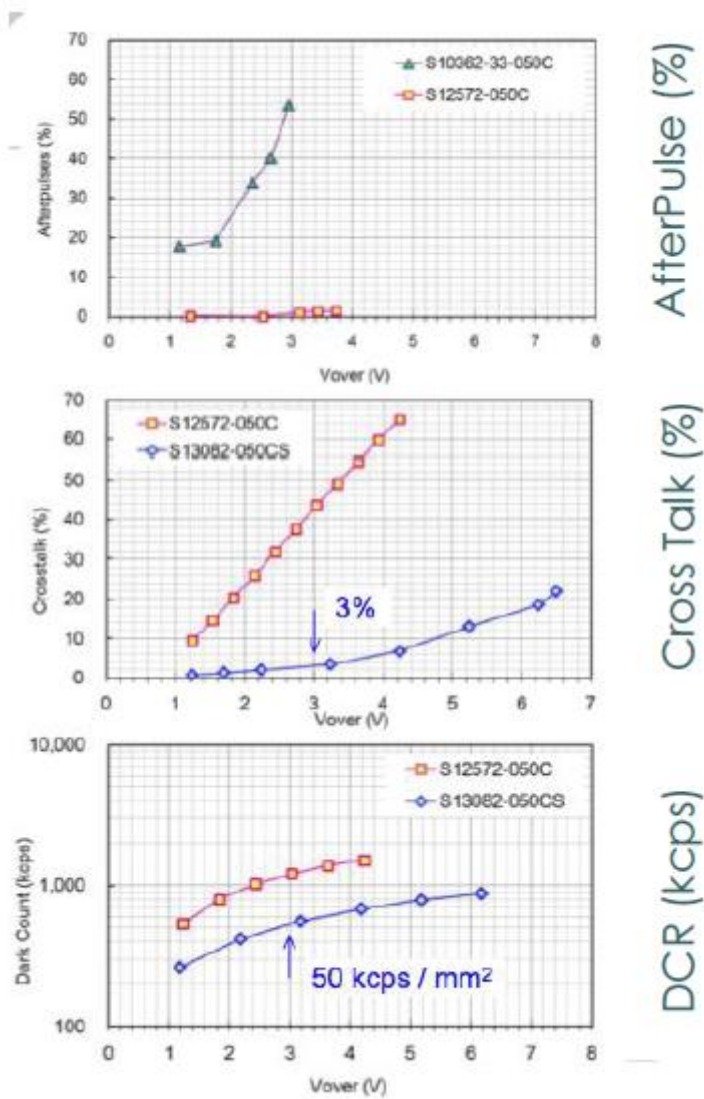 70
60
50
40
30
20
10
0
Afterpulses (%)
S10362-33-050C
S12572-050C
0 1 2 3 4 5 6 7 8
Vover (V)
AfterPulse (%)
70
60
50
40
30
20
10
0
Crosstalk (%)
S12572-050C
S13082-050CS
3%
0 1 2 3 4 5 6 7
Vover (V)
Cross Talk (%)
10,000
1,000
100
Dark Count (kcps)
S12572-050C
S13082-050CS
50 kcps / mm²
0 1 2 3 4 5 6 7 8
Vover (V)
DCR (kcps)